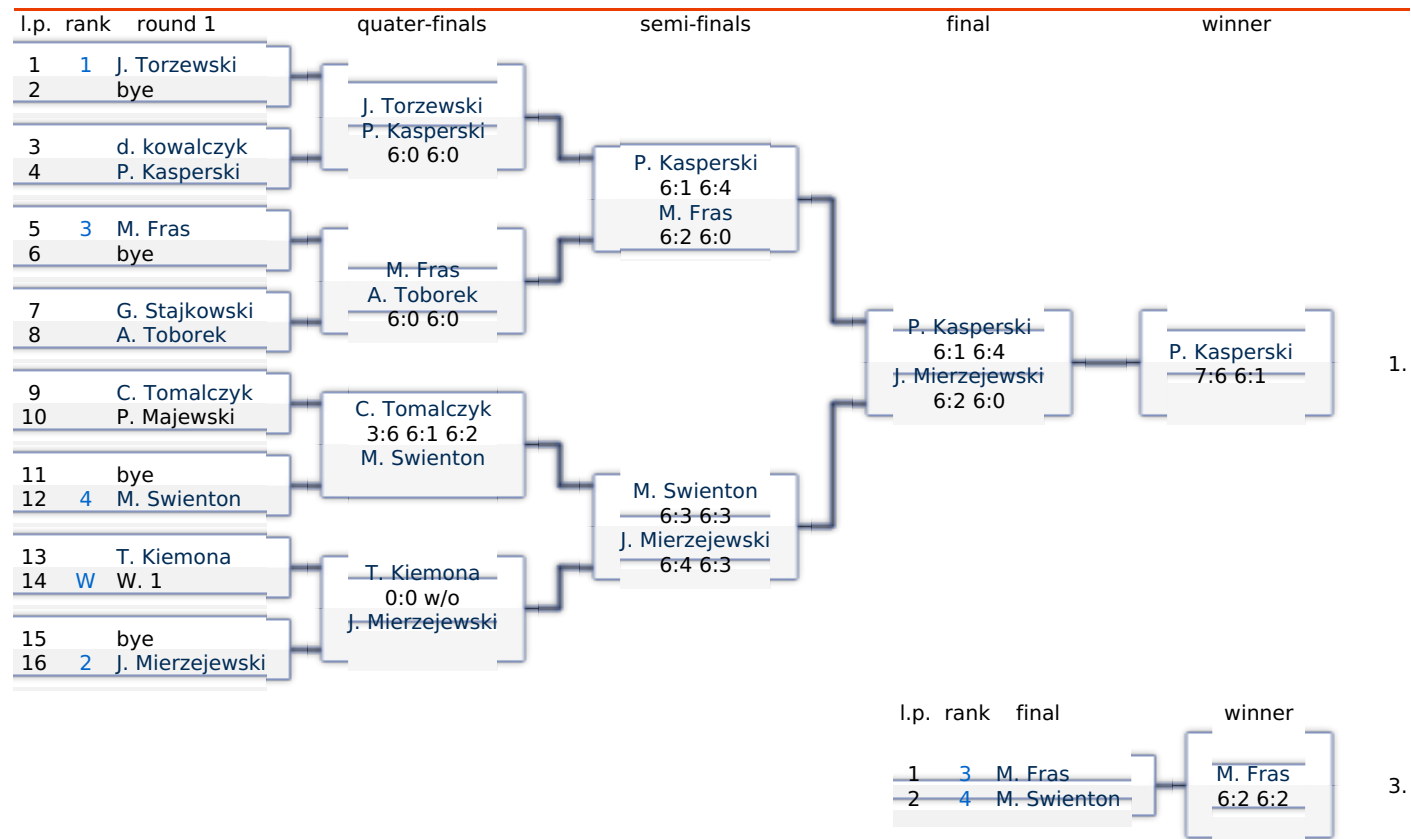 l.p. rank round 1 quater-finals semi-finals final winner
1 1 J. Torzewski
2 bye
J. Torzewski
P. Kasperski
6:0 6:0
3 d. kowalczyk
4 P. Kasperski
P. Kasperski
6:1 6:4
M. Fras
6:2 6:0
5 3 M. Fras
6 bye
M. Fras
A. Toborek
6:0 6:0
7 G. Stajkowski
8 A. Toborek
P. Kasperski
6:1 6:4
J. Mierzejewski
6:2 6:0
P. Kasperski
7:6 6:1
1.
9 C. Tomalczyk
10 P. Majewski
C. Tomalczyk
3:6 6:1 6:2
M. Swienton
11 bye
12 4 M. Swienton
M. Swienton
6:3 6:3
J. Mierzejewski
6:4 6:3
13 T. Kiemona
14 W W. 1
T. Kiemona
0:0 w/o
J. Mierzejewski
15 bye
16 2 J. Mierzejewski
l.p. rank final winner
1 3 M. Fras
2 4 M. Swienton
M. Fras
6:2 6:2
3.